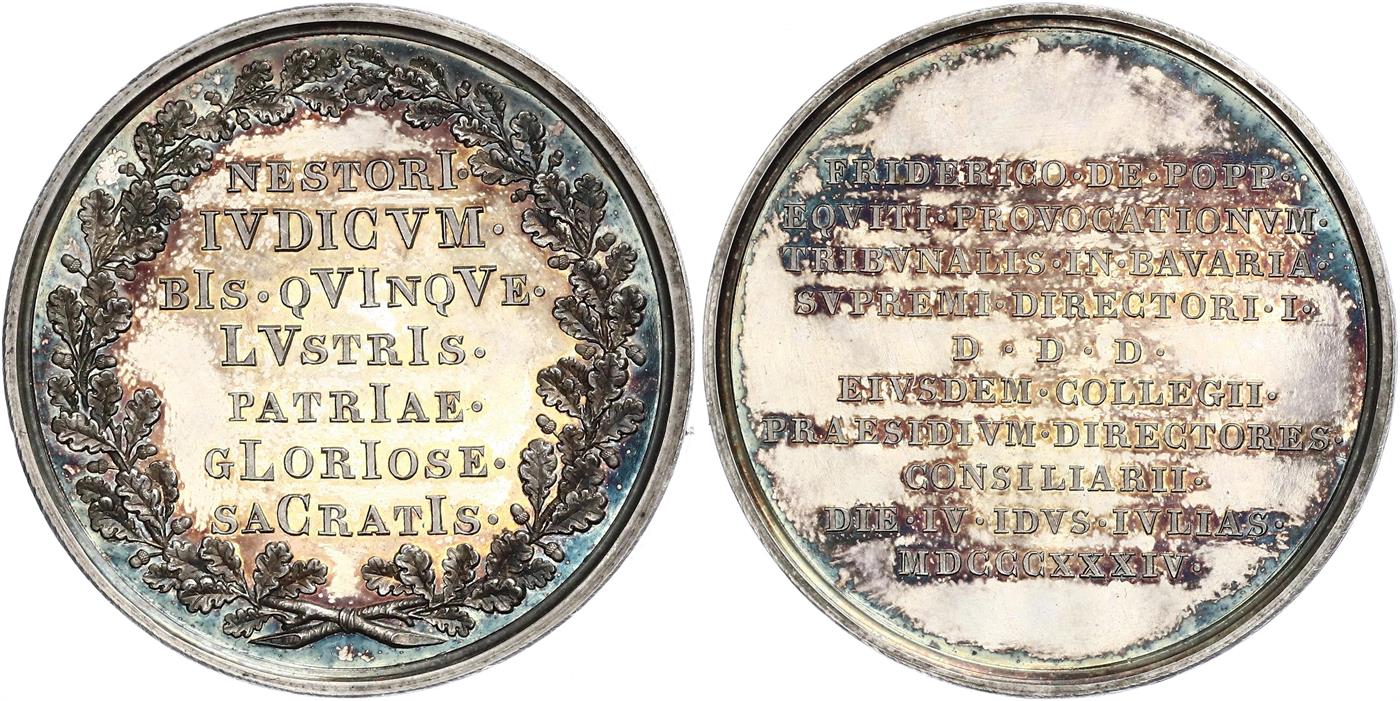 NESTORI·
IVDICVM·
BIS·QVINQVE·
LVSTRIS·
PATRIAE·
GLORIOSE·
SACRATIS·
FRIDERICO·DE·POPP·
EQVITI·PROVOCATIONVM·
TRIBVNALIS·IN·BAVARIA·
SVPREMI·DIRECTORI·I·
D·D·D·
EIVSDEM·COLLEGII·
PRAESIDIVM·DIRECTORES·
CONSILIARII·
DIE·IV·IDVS·IVLIAS·
MDCCCXXXIV·